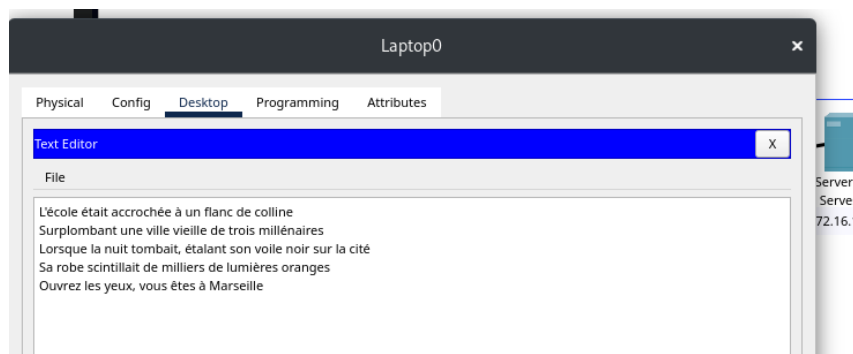 Laptop0
Physical Config Desktop Programming Attributes
Text Editor X
File
L'école était accrochée à un flanc de colline
Surplombant une ville vieille de trois millénaires
Lorsque la nuit tombait, étalant son voile noir sur la cité
Sa robe scintillait de milliers de lumières oranges
Ouvrez les yeux, vous êtes à Marseille
Server
Serve
72.16.